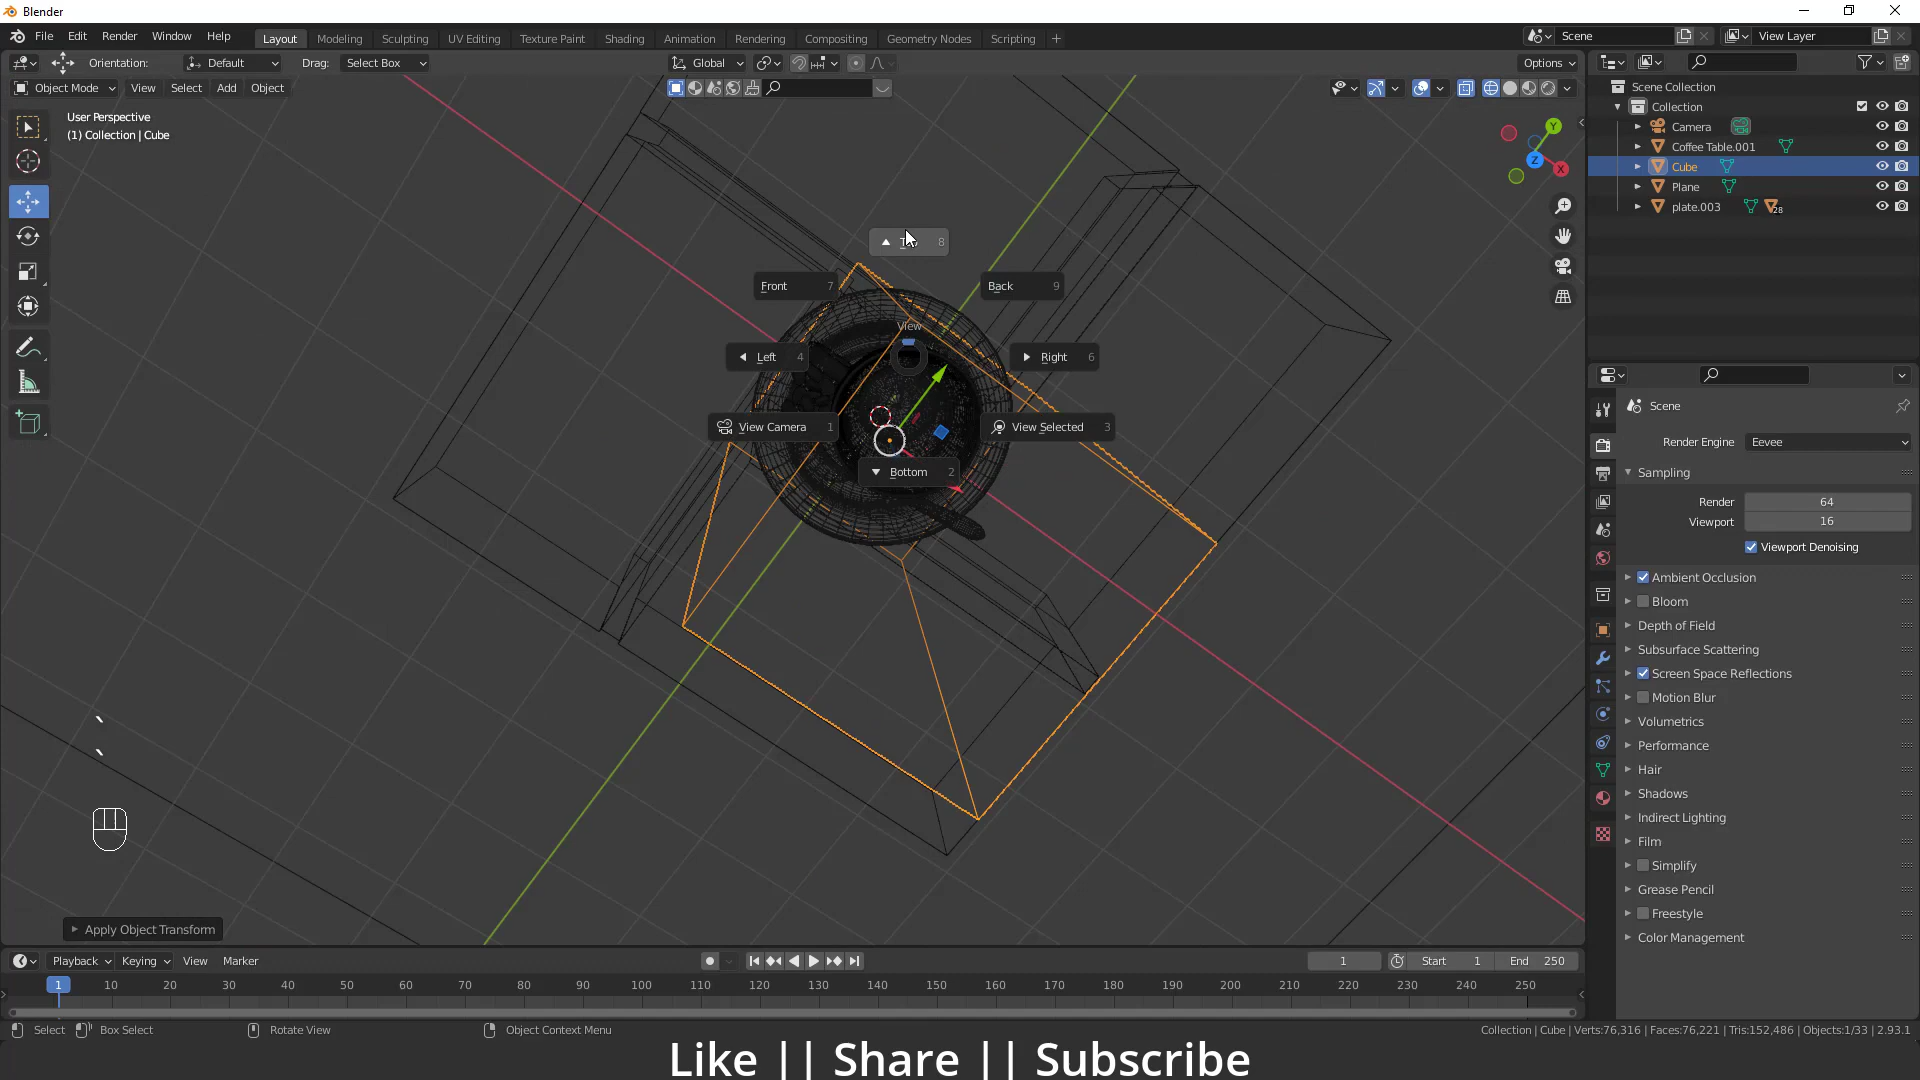 Blender
File Edit Render Window Help
Layout Modeling Sculpting UV Editing Texture Paint Shading Animation Rendering Compositing Geometry Nodes Scripting +
Scene
View Layer
Orientation: Default Drag: Select Box
Global
Options
Object Mode View Select Add Object
User Perspective
(1) Collection | Cube
Y
Z
X
8
Front 7
Back 9
View
Left 4
Right 6
View Camera 1
View Selected 3
Bottom 2
Scene Collection
Collection
Camera
Coffee Table.001
Cube
Plane
plate.003 28
Scene
Render Engine Eevee
Sampling
Render 64
Viewport 16
Viewport Denoising
Ambient Occlusion
Bloom
Depth of Field
Subsurface Scattering
Screen Space Reflections
Motion Blur
Volumetrics
Performance
Hair
Shadows
Indirect Lighting
Film
Simplify
Grease Pencil
Freestyle
Color Management
`
`
Apply Object Transform
Playback Keying View Marker
1 Start 1 End 250
1 10 20 30 40 50 60 70 80 90 100 110 120 130 140 150 160 170 180 190 200 210 220 230 240 250
Select Box Select Rotate View Object Context Menu
Collection | Cube | Verts:76,316 | Faces:76,221 | Tris:152,486 | Objects:1/33 | 2.93.1
Like || Share || Subscribe